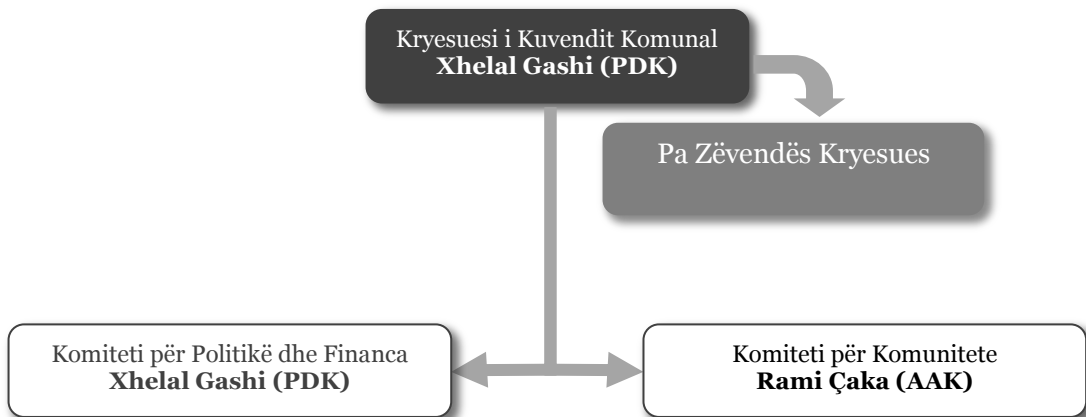 Kryesuesi i Kuvendit Komunal
Xhelal Gashi (PDK)
Pa Zëvendës Kryesues
Komiteti për Politikë dhe Financa
Xhelal Gashi (PDK)
Komiteti për Komunitete
Rami Çaka (AAK)